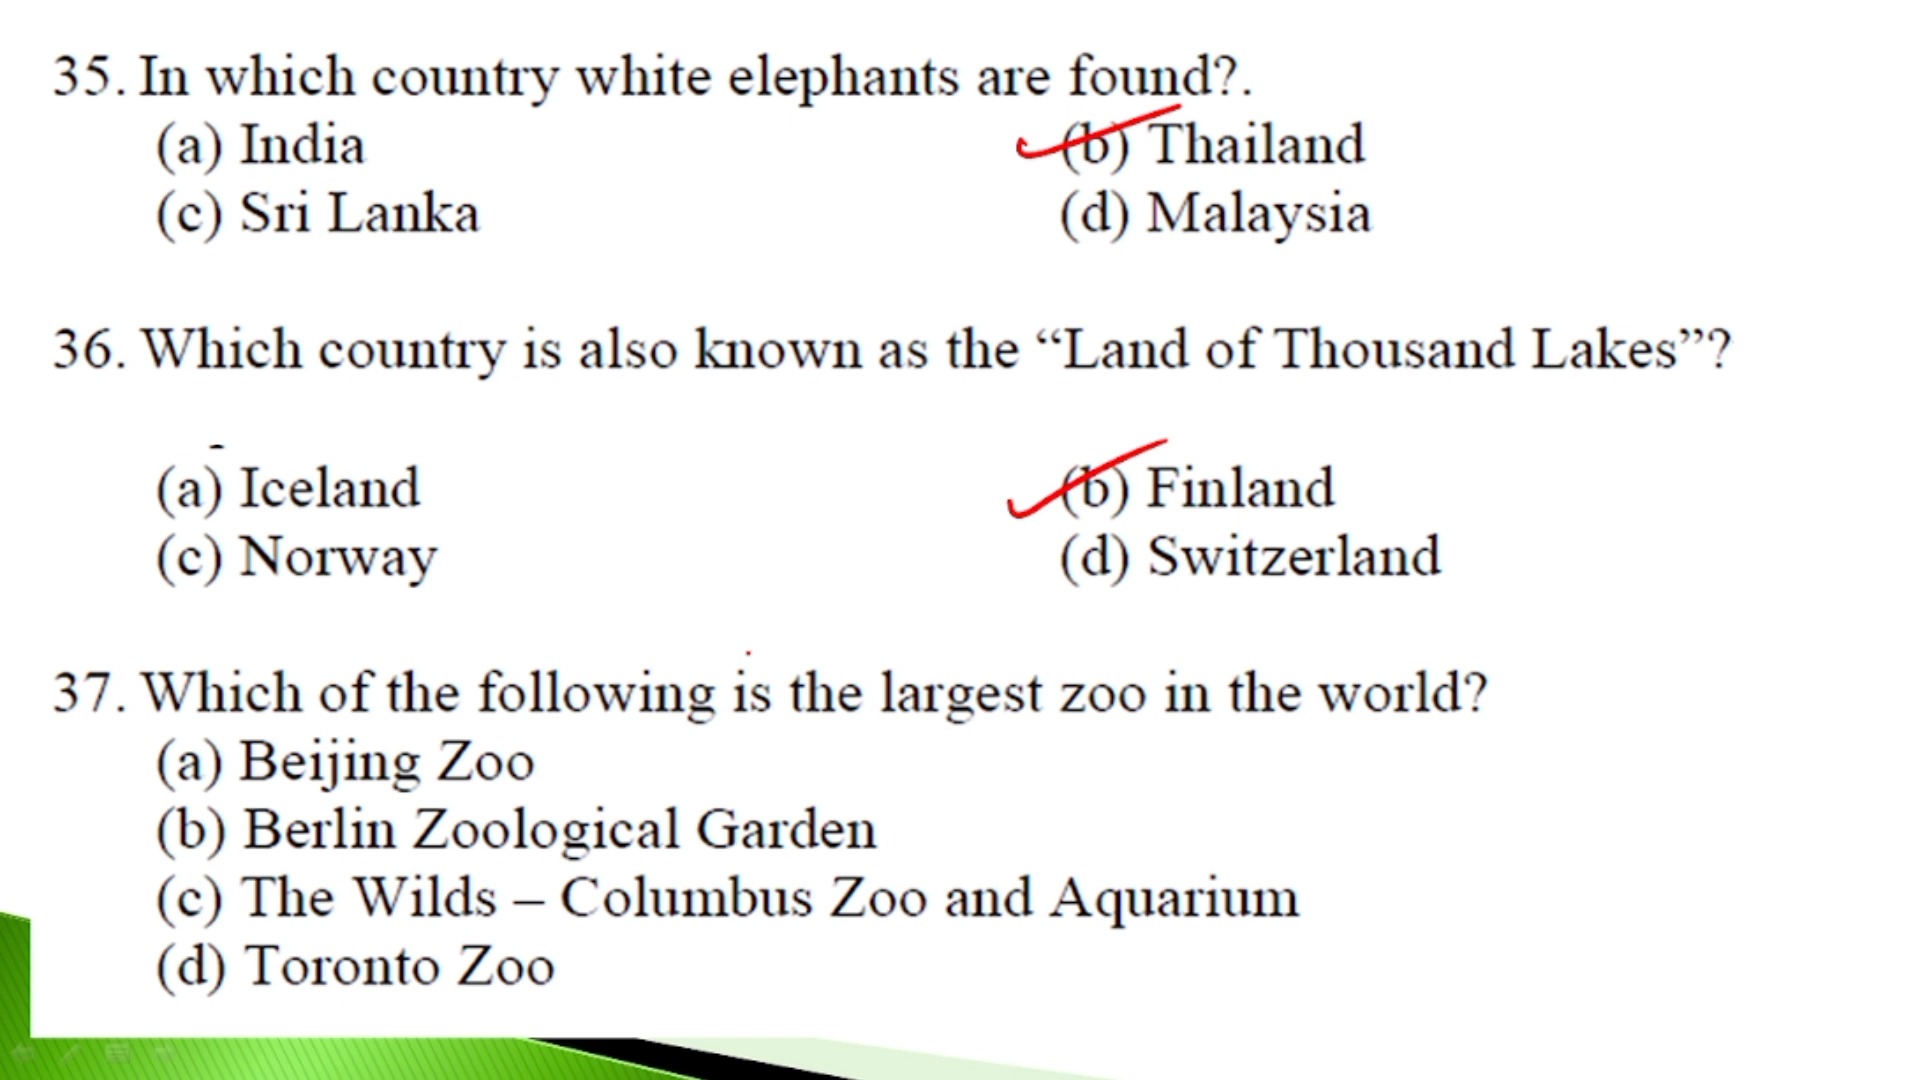 35. In which country white elephants are found?.
(a) India (b) Thailand
(c) Sri Lanka (d) Malaysia
36. Which country is also known as the “Land of Thousand Lakes”?
(a) Iceland (b) Finland
(c) Norway (d) Switzerland
37. Which of the following is the largest zoo in the world?
(a) Beijing Zoo
(b) Berlin Zoological Garden
(c) The Wilds – Columbus Zoo and Aquarium
(d) Toronto Zoo